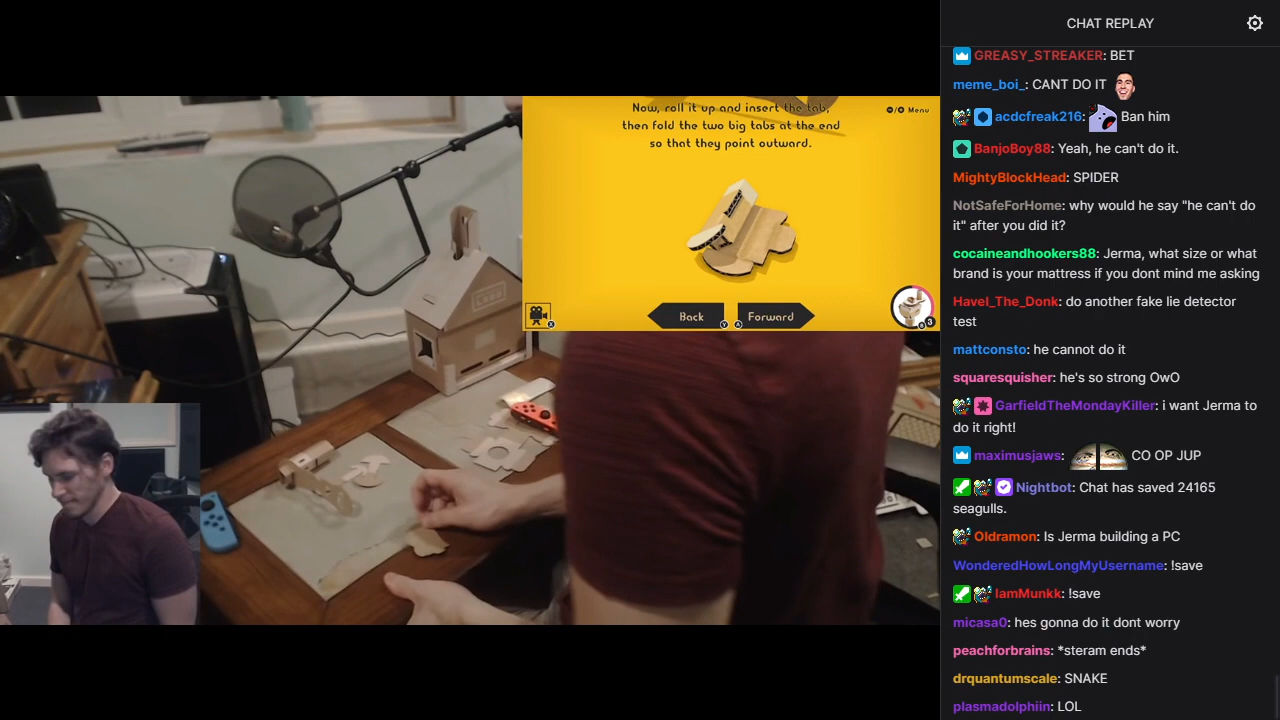 CHAT REPLAY
GREASY_STREAKER: BET
meme_boi_: CANT DO IT
acdcfreak216: Ban him
BanjoBoy88: Yeah, he can't do it.
MightyBlockHead: SPIDER
NotSafeForHome: why would he say "he can't do
it" after you did it?
cocaineandhookers88: Jerma, what size or what
brand is your mattress if you dont mind me asking
Havel_The_Donk: do another fake lie detector
test
mattconsto: he cannot do it
squaresquisher: he's so strong OwO
GarfieldTheMondayKiller: i want Jerma to
do it right!
maximusjaws: CO OP JUP
Nightbot: Chat has saved 24165
seagulls.
Oldramon: Is Jerma building a PC
WonderedHowLongMyUsername: !save
IamMunkk: !save
micasa0: hes gonna do it dont worry
peachforbrains: *steram ends*
drquantumscale: SNAKE
plasmadolphiin: LOL
Now, roll it up and insert the tab,
then fold the two big tabs at the end
so that they point outward.
Menu
Back
Y
A
Forward
X
3